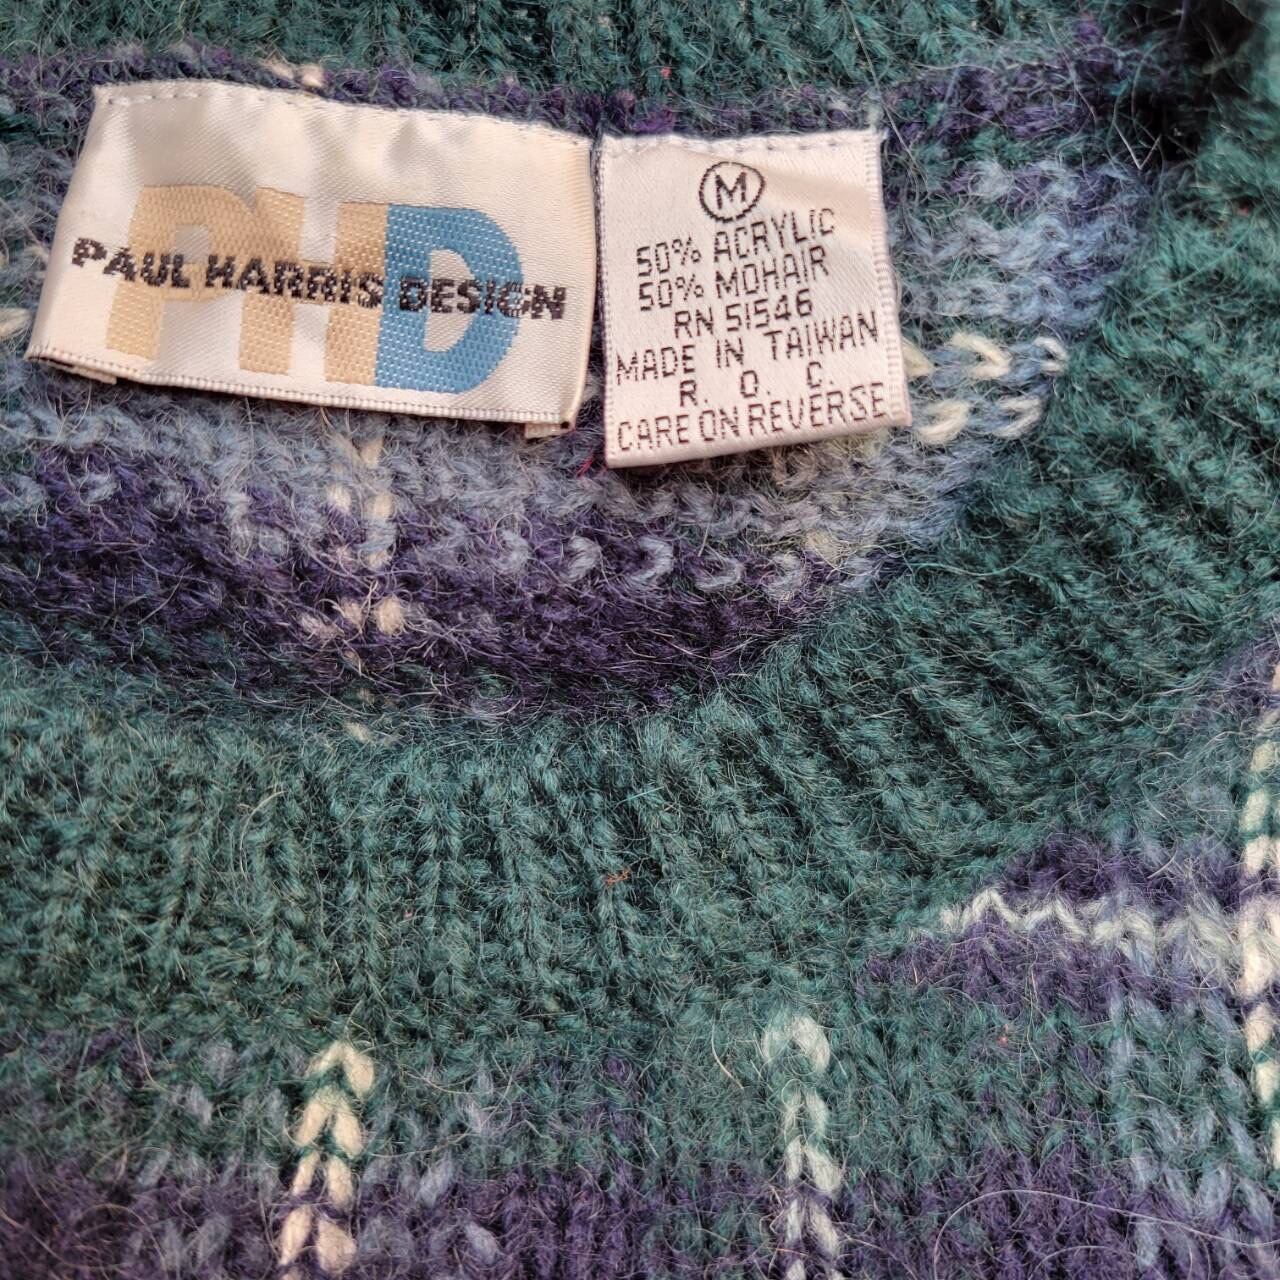 PHD
PAUL HARRIS DESIGN
M
50% ACRYLIC
50% MOHAIR
RN 51546
MADE IN TAIWAN
R. O. C.
CARE ON REVERSE